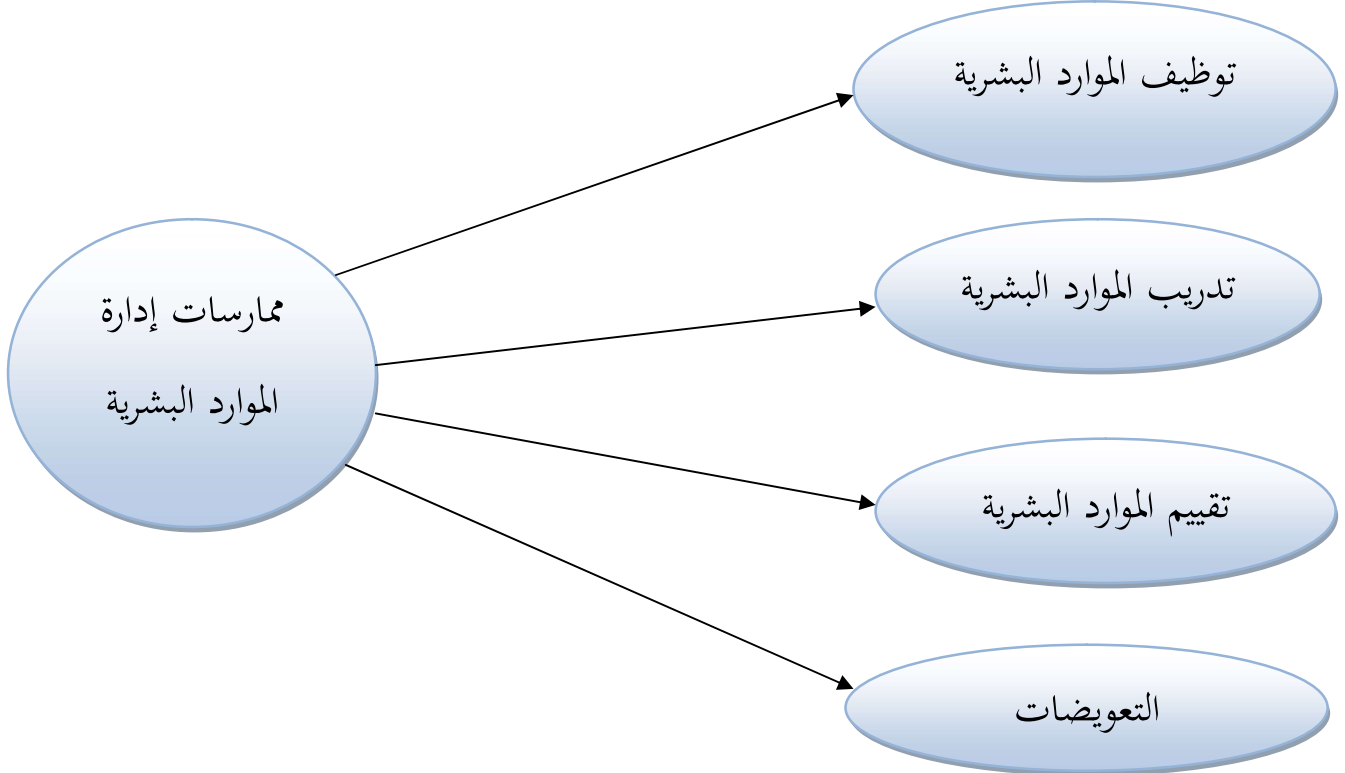 توظيف الموارد البشرية
تدريب الموارد البشرية
ممارسات إدارة
الموارد البشرية
تقييم الموارد البشرية
التعويضات